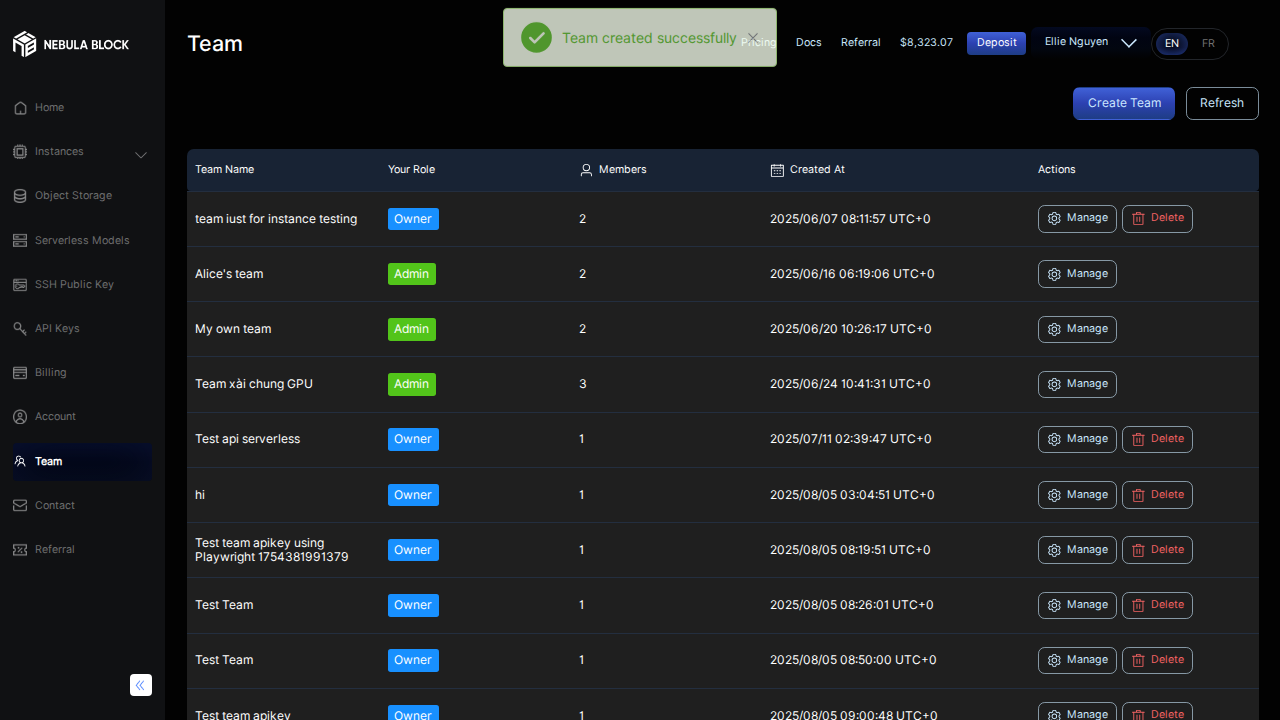 NEBULA BLOCK
Team
Team created successfully
Pricing
Docs
Referral
$8,323.07
Deposit
Ellie Nguyen
EN
FR
Home
Instances
Object Storage
Serverless Models
SSH Public Key
API Keys
Billing
Account
Team
Contact
Referral
Create Team
Refresh
Team Name Your Role Members Created At Actions
team iust for instance testing Owner 2 2025/06/07 08:11:57 UTC+0 Manage Delete
Alice's team Admin 2 2025/06/16 06:19:06 UTC+0 Manage
My own team Admin 2 2025/06/20 10:26:17 UTC+0 Manage
Team xài chung GPU Admin 3 2025/06/24 10:41:31 UTC+0 Manage
Test api serverless Owner 1 2025/07/11 02:39:47 UTC+0 Manage Delete
hi Owner 1 2025/08/05 03:04:51 UTC+0 Manage Delete
Test team apikey using
Playwright 1754381991379 Owner 1 2025/08/05 08:19:51 UTC+0 Manage Delete
Test Team Owner 1 2025/08/05 08:26:01 UTC+0 Manage Delete
Test Team Owner 1 2025/08/05 08:50:00 UTC+0 Manage Delete
Test team apikey Owner 1 2025/08/05 09:00:48 UTC+0 Manage Delete